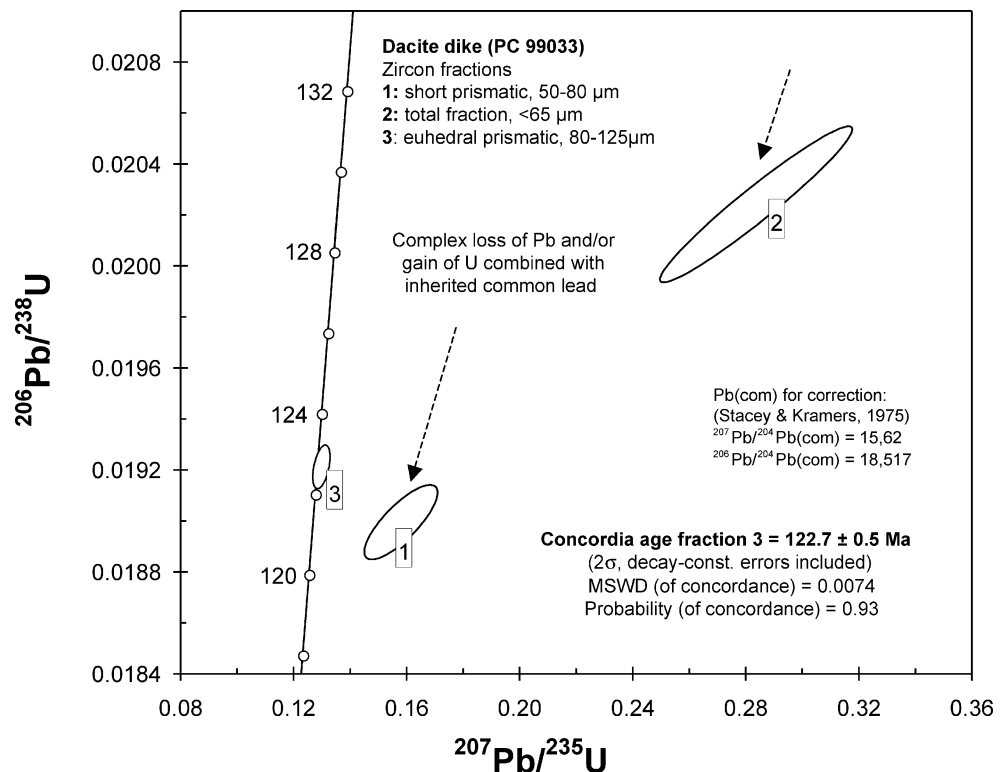 Dacite dike (PC 99033)
Zircon fractions
1: short prismatic, 50-80 µm
2: total fraction, <65 µm
3: euhedral prismatic, 80-125µm
Complex loss of Pb and/or
gain of U combined with
inherited common lead
Pb(com) for correction:
(Stacey & Kramers, 1975)
²⁰⁷Pb/²⁰⁴Pb(com) = 15,62
²⁰⁶Pb/²⁰⁴Pb(com) = 18,517
Concordia age fraction 3 = 122.7 ± 0.5 Ma
(2σ, decay-const. errors included)
MSWD (of concordance) = 0.0074
Probability (of concordance) = 0.93
132
128
124
120
2
3
1
0.0208
0.0204
0.0200
0.0196
0.0192
0.0188
0.0184
²⁰⁶Pb/²³⁸U
0.08 0.12 0.16 0.20 0.24 0.28 0.32 0.36
²⁰⁷Pb/²³⁵U